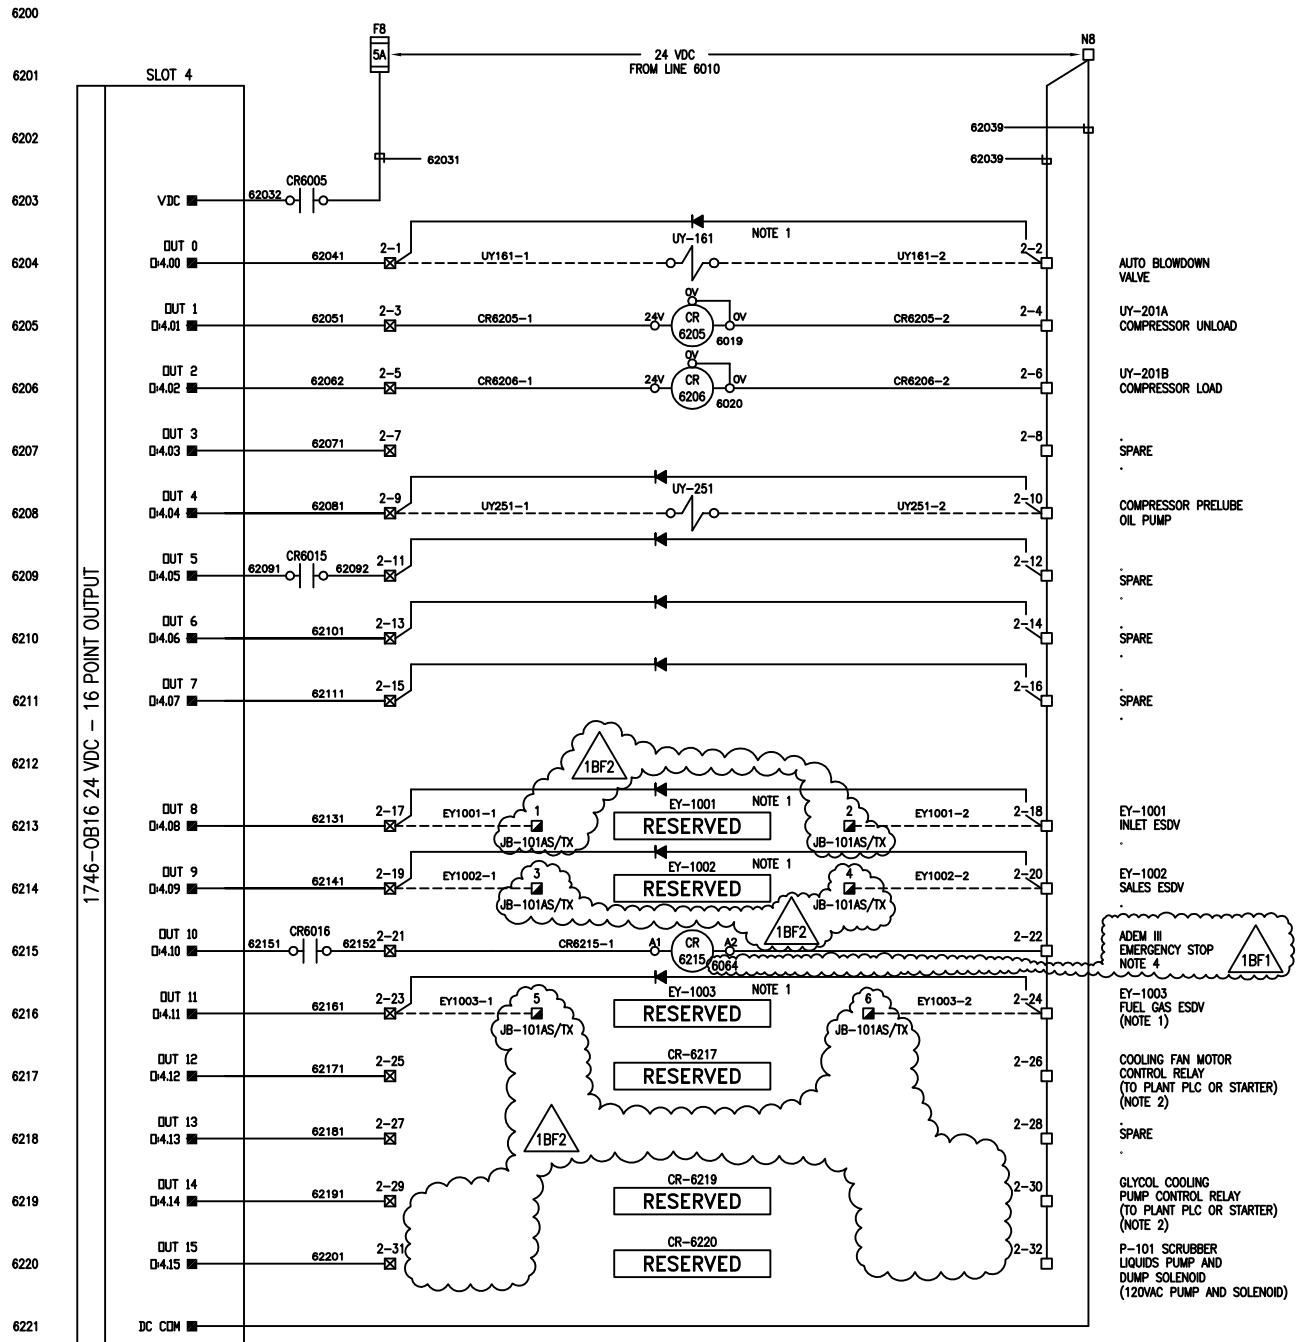 6200
F8
5A
24 VDC
FROM LINE 6010
N8
6201
SLOT 4
6202
62039
62031
62039
6203
VDC
62032
CR6005
NOTE 1
OUT 0
O:4.00
6204
62041
2-1
UY161-1
UY-161
UY161-2
2-2
AUTO BLOWDOWN
VALVE
OUT 1
O:4.01
6205
62051
2-3
CR6205-1
24V
0V
CR
6205
0V
6019
CR6205-2
2-4
UY-201A
COMPRESSOR UNLOAD
OUT 2
O:4.02
6206
62062
2-5
CR6206-1
24V
0V
CR
6206
0V
6020
CR6206-2
2-6
UY-201B
COMPRESSOR LOAD
OUT 3
O:4.03
6207
62071
2-7
2-8
.
SPARE
.
OUT 4
O:4.04
6208
62081
2-9
UY251-1
UY-251
UY251-2
2-10
COMPRESSOR PRELUBE
OIL PUMP
OUT 5
O:4.05
6209
62091
CR6015
62092
2-11
2-12
.
SPARE
.
OUT 6
O:4.06
6210
62101
2-13
2-14
.
SPARE
.
OUT 7
O:4.07
6211
62111
2-15
2-16
.
SPARE
.
1746-OB16 24 VDC - 16 POINT OUTPUT
6212
1BF2
OUT 8
O:4.08
6213
62131
2-17
EY1001-1
1
JB-101AS/TX
EY-1001
RESERVED
NOTE 1
2
JB-101AS/TX
EY1001-2
2-18
EY-1001
INLET ESDV
.
OUT 9
O:4.09
6214
62141
2-19
EY1002-1
3
JB-101AS/TX
EY-1002
RESERVED
NOTE 1
4
JB-101AS/TX
EY1002-2
2-20
EY-1002
SALES ESDV
.
1BF2
OUT 10
O:4.10
6215
62151
CR6016
62152
2-21
CR6215-1
A1
CR
6215
A2
6064
2-22
ADEM III
EMERGENCY STOP
NOTE 4
1BF1
OUT 11
O:4.11
6216
62161
2-23
EY1003-1
5
JB-101AS/TX
EY-1003
RESERVED
NOTE 1
6
JB-101AS/TX
EY1003-2
2-24
EY-1003
FUEL GAS ESDV
(NOTE 1)
OUT 12
O:4.12
6217
62171
2-25
CR-6217
RESERVED
2-26
COOLING FAN MOTOR
CONTROL RELAY
(TO PLANT PLC OR STARTER)
(NOTE 2)
OUT 13
O:4.13
6218
62181
2-27
1BF2
2-28
.
SPARE
.
OUT 14
O:4.14
6219
62191
2-29
CR-6219
RESERVED
2-30
GLYCOL COOLING
PUMP CONTROL RELAY
(TO PLANT PLC OR STARTER)
(NOTE 2)
OUT 15
O:4.15
6220
62201
2-31
CR-6220
RESERVED
2-32
P-101 SCRUBBER
LIQUIDS PUMP AND
DUMP SOLENOID
(120VAC PUMP AND SOLENOID)
6221
DC COM